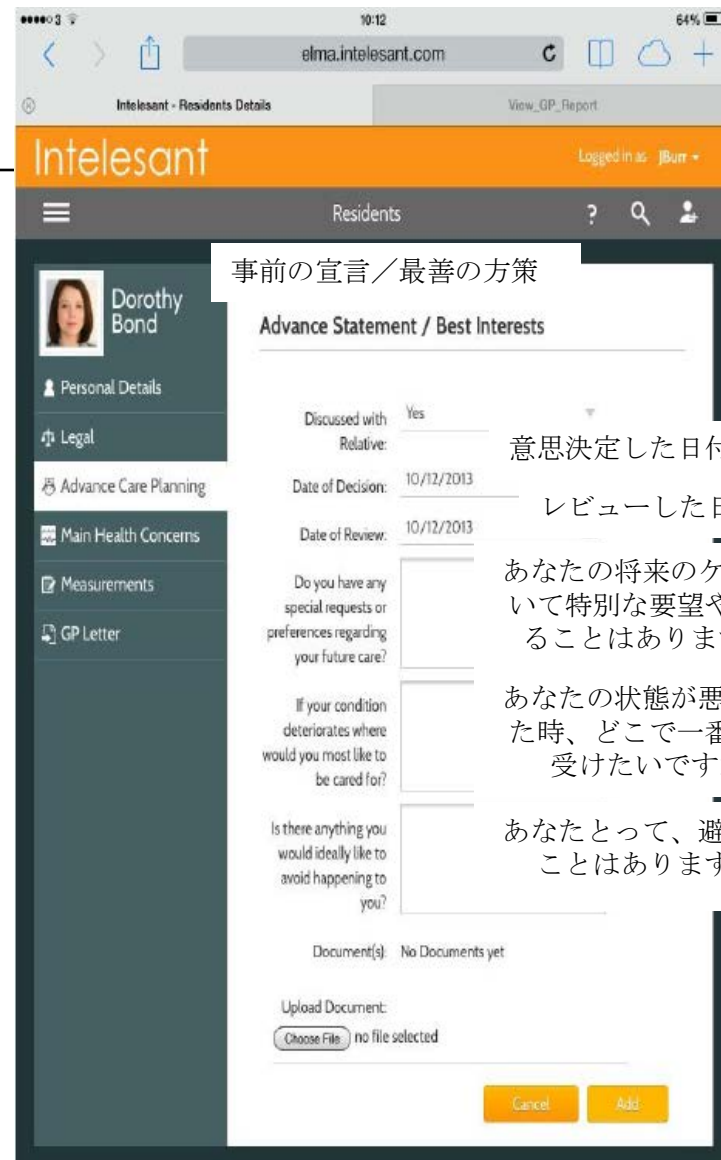 10:12
64%
elma.intelesant.com
Intelesant - Residents Details
View_GP_Report
Intelesant
Logged in as JBurr
Residents
?
事前の宣言／最善の方策
Dorothy
Bond
Advance Statement / Best Interests
Personal Details
Legal
Advance Care Planning
Main Health Concerns
Measurements
GP Letter
Discussed with
Relative:
Yes
意思決定した日付
Date of Decision:
10/12/2013
レビューした日
Date of Review:
10/12/2013
Do you have any
special requests or
preferences regarding
your future care?
あなたの将来のケ
いて特別な要望や
ることはありま
If your condition
deteriorates where
would you most like to
be cared for?
あなたの状態が悪
た時、どこで一番
受けたいです
Is there anything you
would ideally like to
avoid happening to
you?
あなたとって、避
ことはあります
Document(s):
No Documents yet
Upload Document:
Choose File no file selected
Cancel
Add